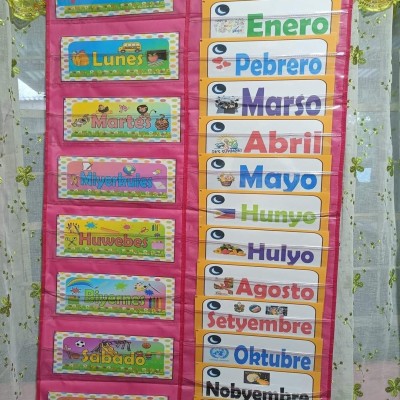 Lunes
Martes
Miyerkules
Huwebes
Biyernes
Sabado
Enero
Pebrero
Marso
Abril
Mayo
Hunyo
Hulyo
Agosto
Setyembre
Oktubre
Nobyembre